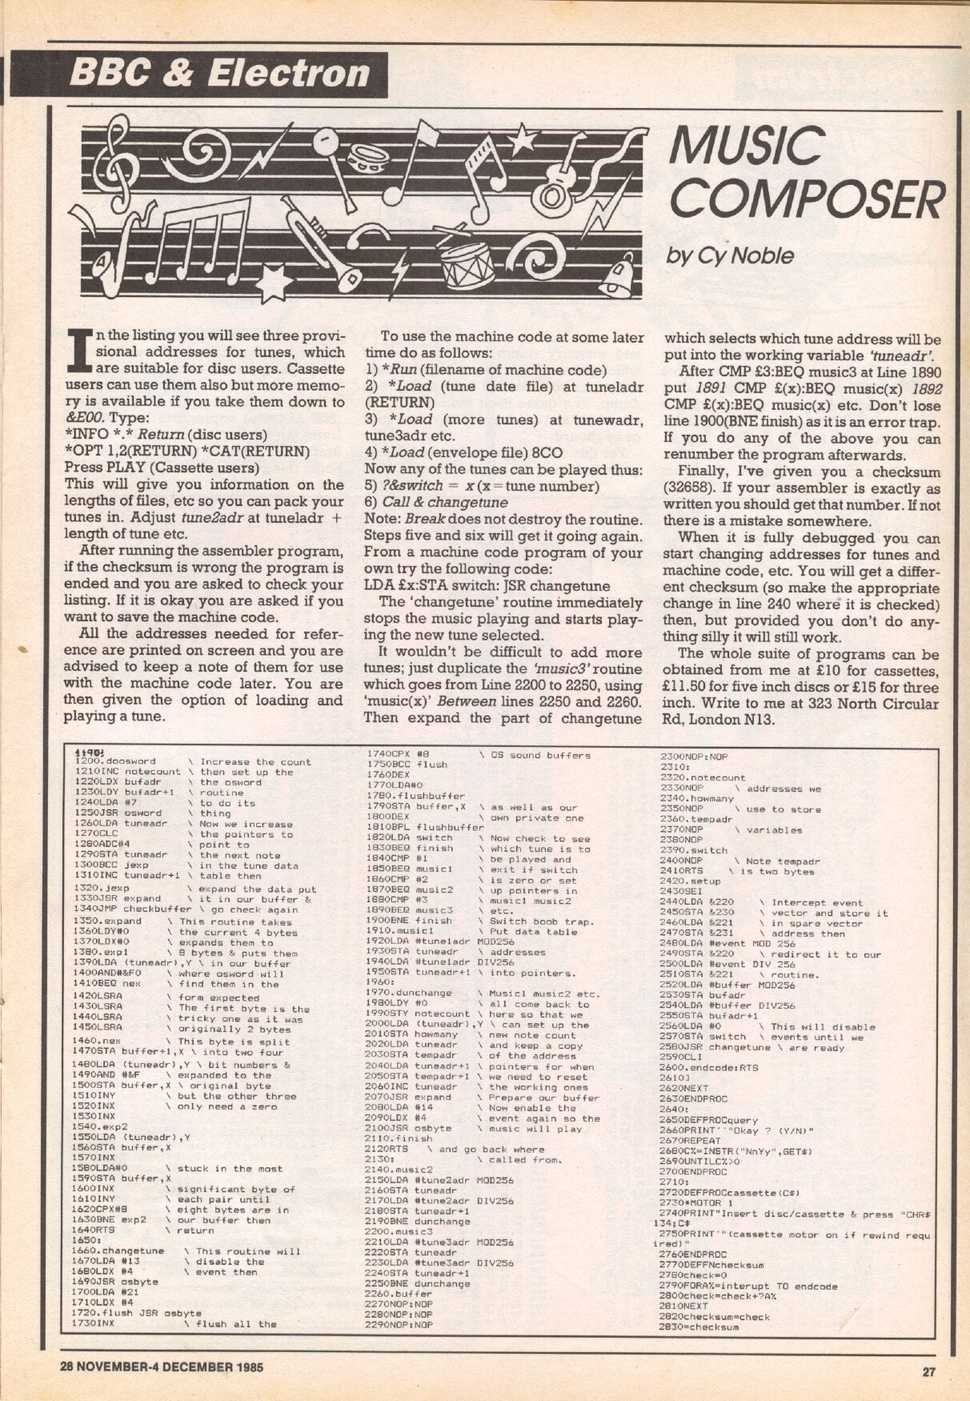 BBC & Electron
MUSIC
COMPOSER
by Cy Noble
In the listing you will see three provi-
sional addresses for tunes, which
are suitable for disc users. Cassette
users can use them also but more memo-
ry is available if you take them down to
&E00. Type:
*INFO *.* Return (disc users)
*OPT 1,2(RETURN) *CAT(RETURN)
Press PLAY (Cassette users)
This will give you information on the
lengths of files, etc so you can pack your
tunes in. Adjust tune2adr at tuneladr +
length of tune etc.
After running the assembler program,
if the checksum is wrong the program is
ended and you are asked to check your
listing. If it is okay you are asked if you
want to save the machine code.
All the addresses needed for refer-
ence are printed on screen and you are
advised to keep a note of them for use
with the machine code later. You are
then given the option of loading and
playing a tune.
To use the machine code at some later
time do as follows:
1) *Run (filename of machine code)
2) *Load (tune date file) at tuneladr
(RETURN)
3) *Load (more tunes) at tunewadr,
tune3adr etc.
4) *Load (envelope file) 8CO
Now any of the tunes can be played thus:
5) ?&switch = x (x=tune number)
6) Call & changetune
Note: Break does not destroy the routine.
Steps five and six will get it going again.
From a machine code program of your
own try the following code:
LDA £x:STA switch: JSR changetune
The 'changetune' routine immediately
stops the music playing and starts play-
ing the new tune selected.
It wouldn't be difficult to add more
tunes; just duplicate the 'music3' routine
which goes from Line 2200 to 2250, using
'music(x)' Between lines 2250 and 2260.
Then expand the part of changetune
which selects which tune address will be
put into the working variable 'tuneadr'.
After CMP £3:BEQ music3 at Line 1890
put 1891 CMP £(x):BEQ music(x) 1892
CMP £(x):BEQ music(x) etc. Don't lose
line 1900(BNE finish) as it is an error trap.
If you do any of the above you can
renumber the program afterwards.
Finally, I've given you a checksum
(32658). If your assembler is exactly as
written you should get that number. If not
there is a mistake somewhere.
When it is fully debugged you can
start changing addresses for tunes and
machine code, etc. You will get a differ-
ent checksum (so make the appropriate
change in line 240 where it is checked)
then, but provided you don't do any-
thing silly it will still work.
The whole suite of programs can be
obtained from me at £10 for cassettes,
£11.50 for five inch discs or £15 for three
inch. Write to me at 323 North Circular
Rd, London N13.
1200.doosword \ Increase the count
1210INC notecount \ then set up the
1220LDX bufadr \ the osword
1230LDY bufadr+1 \ routine
1240LDA #7 \ to do its
1250JSR osword \ thing
1260LDA tuneadr \ Now we increase
1270CLC \ the pointers to
1280ADC#4 \ point to
1290STA tuneadr \ the next note
1300BCC jexp \ in the tune data
1310INC tuneadr+1 \ table then
1320.jexp \ expand the data put
1330JSR expand \ it in our buffer &
1340JMP checkbuffer \ go check again
1350.expand \ This routine takes
1360LDY#0 \ the current 4 bytes
1370LDX#0 \ expands them to
1380.exp1 \ 8 bytes & puts them
1390LDA (tuneadr),Y \ in our buffer
1400AND#&F0 \ where osword will
1410BEQ nex \ find them in the
1420LSRA \ form expected
1430LSRA \ The first byte is the
1440LSRA \ tricky one as it was
1450LSRA \ originally 2 bytes
1460.nex \ This byte is split
1470STA buffer+1,X \ into two four
1480LDA (tuneadr),Y \ bit numbers &
1490AND #&F \ expanded to the
1500STA buffer,X \ original byte
1510INY \ but the other three
1520INX \ only need a zero
1530INX
1540.exp2
1550LDA (tuneadr),Y
1560STA buffer,X
1570INX
1580LDA#0 \ stuck in the most
1590STA buffer,X
1600INX \ significant byte of
1610INY \ each pair until
1620CPX#8 \ eight bytes are in
1630BNE exp2 \ our buffer then
1640RTS \ return
1650:
1660.changetune \ This routine will
1670LDA #13 \ disable the
1680LDX #4 \ event then
1690JSR osbyte
1700LDA #21
1710LDX #4
1720.flush JSR osbyte
1730INX \ flush all the
1740CPX #8 \ OS sound buffers
1750BCC flush
1760DEX
1770LDA#0
1780.flushbuffer
1790STA buffer,X \ as well as our
1800DEX \ own private one
1810BPL flushbuffer
1820LDA switch \ Now check to see
1830BEQ finish \ which tune is to
1840CMP #1 \ be played and
1850BEQ music1 \ exit if switch
1860CMP #2 \ is zero or set
1870BEQ music2 \ up pointers in
1880CMP #3 \ music1 music2
1890BEQ music3 \ etc.
1900BNE finish \ Switch boob trap.
1910.music1 \ Put data table
1920LDA #tuneladr MOD256
1930STA tuneadr \ addresses
1940LDA #tuneladr DIV256
1950STA tuneadr+1 \ into pointers.
1960:
1970.dunchange \ Music1 music2 etc.
1980LDY #0 \ all come back to
1990STY notecount \ here so that we
2000LDA (tuneadr),Y \ can set up the
2010STA howmany \ new note count
2020LDA tuneadr \ and keep a copy
2030STA tempadr \ of the address
2040LDA tuneadr+1 \ pointers for when
2050STA tempadr+1 \ we need to reset
2060INC tuneadr \ the working ones
2070JSR expand \ Prepare our buffer
2080LDA #14 \ Now enable the
2090LDX #4 \ event again so the
2100JSR osbyte \ music will play
2110.finish
2120RTS \ and go back where
2130: \ called from.
2140.music2
2150LDA #tune2adr MOD256
2160STA tuneadr
2170LDA #tune2adr DIV256
2180STA tuneadr+1
2190BNE dunchange
2200.music3
2210LDA #tune3adr MOD256
2220STA tuneadr
2230LDA #tune3adr DIV256
2240STA tuneadr+1
2250BNE dunchange
2260.buffer
2270NOP:NOP
2280NOP:NOP
2290NOP:NOP
2300NOP:NOP
2310:
2320.notecount
2330NOP \ addresses we
2340.howmany
2350NOP \ use to store
2360.tempadr
2370NOP \ variables
2380NOP
2390.switch
2400NOP \ Note tempadr
2410RTS \ is two bytes
2420.setup
2430SEI
2440LDA &220 \ Intercept event
2450STA &230 \ vector and store it
2460LDA &221 \ in spare vector
2470STA &231 \ address then
2480LDA #event MOD 256
2490STA &220 \ redirect it to our
2500LDA #event DIV 256
2510STA &221 \ routine.
2520LDA #buffer MOD256
2530STA bufadr
2540LDA #buffer DIV256
2550STA bufadr+1
2560LDA #0 \ This will disable
2570STA switch \ events until we
2580JSR changetune \ are ready
2590CLI
2600.endcode:RTS
2610]
2620NEXT
2630ENDPROC
2640:
2650DEFPROCquery
2660PRINT''"Okay ? (Y/N)"
2670REPEAT
2680C%=INSTR("NnYy",GET$)
2690UNTILC%>0
2700ENDPROC
2710:
2720DEFPROCcassette(C$)
2730*MOTOR 1
2740PRINT"Insert disc/cassette & press "CHR$
134;C$
2750PRINT'"(cassette motor on if rewind requ
ired)"
2760ENDPROC
2770DEFFNchecksum
2780check=0
2790FORA%=interupt TO endcode
2800check=check+?A%
2810NEXT
2820checksum=check
2830=checksum
28 NOVEMBER-4 DECEMBER 1985
27